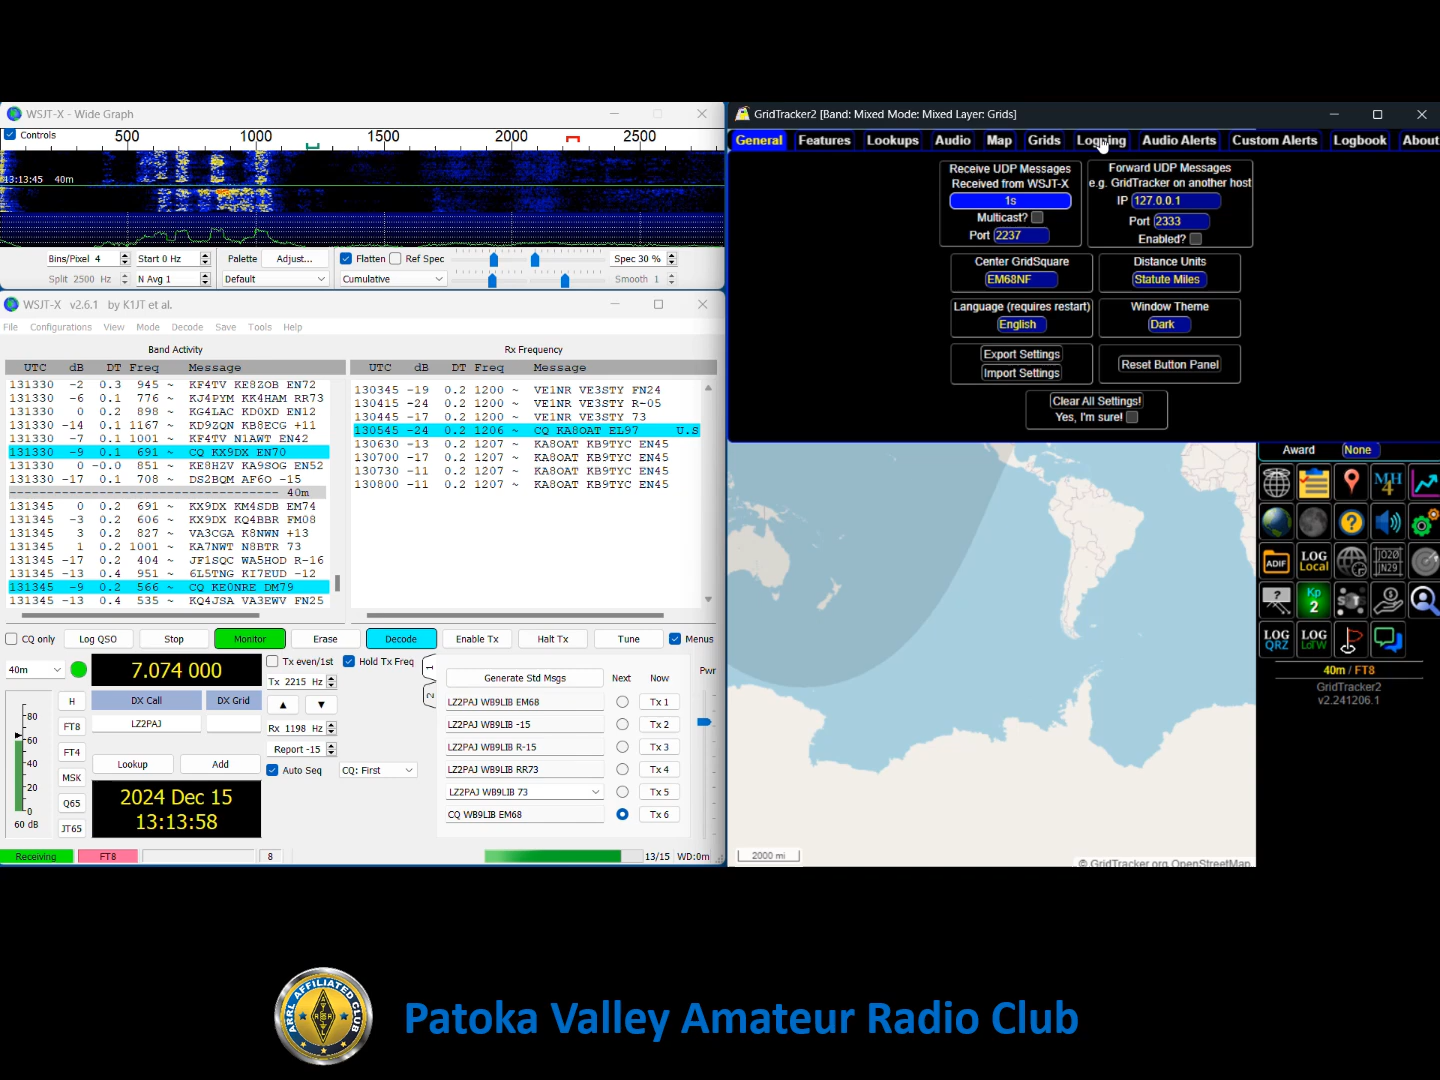 WSJT-X - Wide Graph
Controls 500 1000 1500 2000 2500
13:13:45 40m
Bins/Pixel 4 Start 0 Hz Palette Adjust... Flatten Ref Spec Spec 30 %
Split 2500 Hz N Avg 1 Default Cumulative Smooth 1
WSJT-X v2.6.1 by K1JT et al.
File Configurations View Mode Decode Save Tools Help
Band Activity
UTC dB DT Freq Message
131330 -2 0.3 945 ~ KF4TV KE8ZOB EN72
131330 -6 0.1 776 ~ KJ4PYM KK4HAM RR73
131330 0 0.2 898 ~ KG4LAC KD0XD EN12
131330 -14 0.1 1167 ~ KD9ZQN KB8ECG +11
131330 -7 0.1 1001 ~ KF4TV N1AWT EN42
131330 -9 0.1 691 ~ CQ KX9DX EN70
131330 0 -0.0 851 ~ KE8HZV KA9SOG EN52
131330 -17 0.1 708 ~ DS2BQM AF6O -15
---------------------------------- 40m
131345 0 0.2 691 ~ KX9DX KM4SDB EM74
131345 -3 0.2 606 ~ KX9DX KQ4BBR FM08
131345 3 0.2 827 ~ VA3CGA K8NWN +13
131345 1 0.2 1001 ~ KA7NWT N8BTR 73
131345 -17 0.2 404 ~ JF1SQC WA5HOD R-16
131345 -13 0.4 951 ~ 6L5TNG KI7EUD -12
131345 -9 0.2 566 ~ CQ KE0NRE DM79
131345 -13 0.4 535 ~ KQ4JSA VA3EWV FN25
Rx Frequency
UTC dB DT Freq Message
130345 -19 0.2 1200 ~ VE1NR VE3STY FN24
130415 -24 0.2 1200 ~ VE1NR VE3STY R-05
130445 -17 0.2 1200 ~ VE1NR VE3STY 73
130545 -24 0.2 1206 ~ CQ KA8OAT EL97 U.S
130630 -13 0.2 1207 ~ KA8OAT KB9TYC EN45
130700 -17 0.2 1207 ~ KA8OAT KB9TYC EN45
130730 -11 0.2 1207 ~ KA8OAT KB9TYC EN45
130800 -11 0.2 1207 ~ KA8OAT KB9TYC EN45
CQ only Log QSO Stop Monitor Erase Decode Enable Tx Halt Tx Tune Menus
40m 7.074 000 Tx even/1st Hold Tx Freq 1 Pwr
Tx 2215 Hz Generate Std Msgs Next Now
H DX Call DX Grid 2 LZ2PAJ WB9LIB EM68 Tx 1
FT8 LZ2PAJ Rx 1198 Hz LZ2PAJ WB9LIB -15 Tx 2
FT4 Report -15 LZ2PAJ WB9LIB R-15 Tx 3
Lookup Add Auto Seq CQ: First LZ2PAJ WB9LIB RR73 Tx 4
MSK LZ2PAJ WB9LIB 73 Tx 5
Q65 2024 Dec 15 CQ WB9LIB EM68 Tx 6
JT65 13:13:58
80
60
40
20
0
60 dB
Receiving FT8 8 13/15 WD:0m
GridTracker2 [Band: Mixed Mode: Mixed Layer: Grids]
General Features Lookups Audio Map Grids Logging Audio Alerts Custom Alerts Logbook About
Receive UDP Messages
Received from WSJT-X
1s
Multicast?
Port 2237
Forward UDP Messages
e.g. GridTracker on another host
IP 127.0.0.1
Port 2333
Enabled?
Center GridSquare
EM68NF
Distance Units
Statute Miles
Language (requires restart)
English
Window Theme
Dark
Export Settings
Import Settings
Reset Button Panel
Clear All Settings!
Yes, I'm sure!
Award None
MH
4
ADIF LOG Local JO20 JN29
? Kp 2
LOG QRZ LOG LoTW
40m / FT8
GridTracker2
v2.241206.1
2000 mi
© GridTracker.org OpenStreetMap
ARRL AFFILIATED CLUB
Patoka Valley Amateur Radio Club